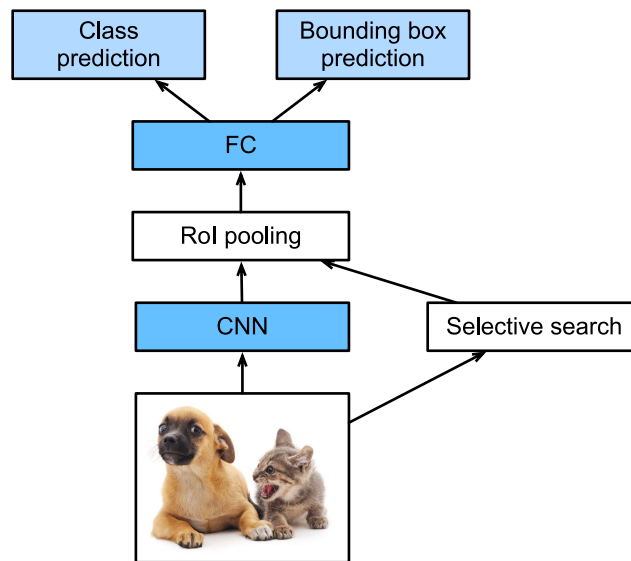 Class
prediction
Bounding box
prediction
FC
RoI pooling
CNN
Selective search